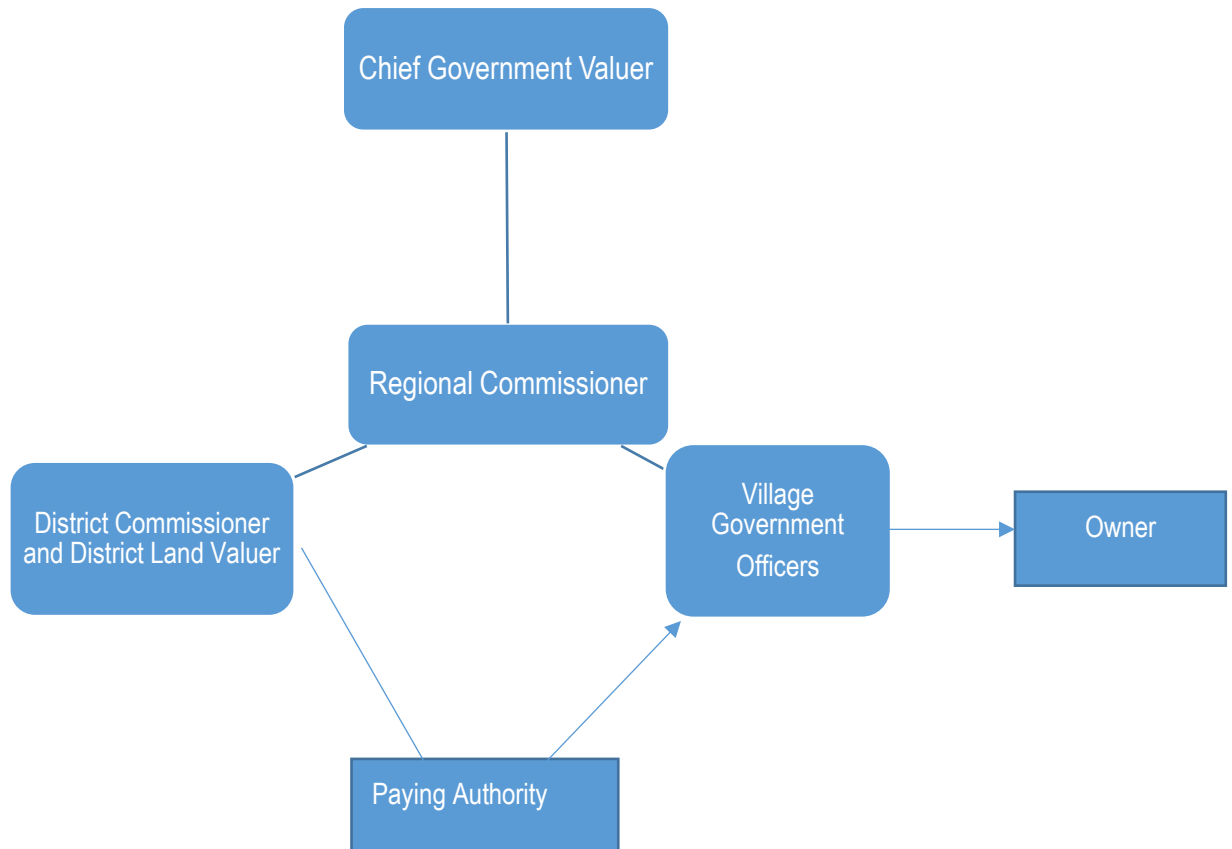 Chief Government Valuer
Regional Commissioner
District Commissioner
and District Land Valuer
Village
Government
Officers
Owner
Paying Authority